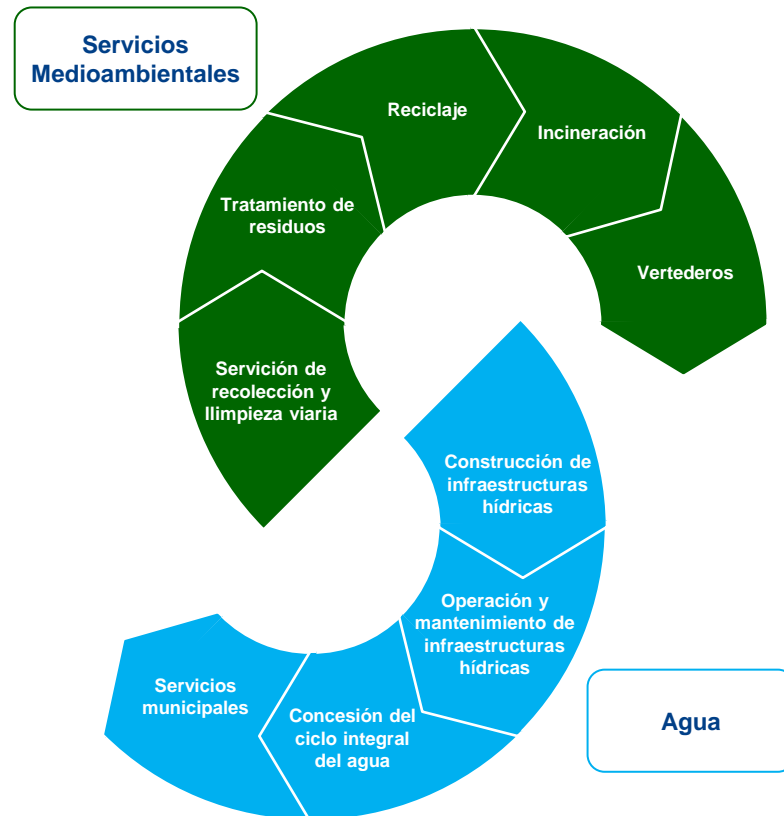 Servicios
Medioambientales
Reciclaje
Incineración
Tratamiento de
residuos
Vertederos
Servición de
recolección y
llimpieza viaria
Construcción de
infraestructuras
hídricas
Operación y
mantenimiento de
infraestructuras
hídricas
Servicios
municipales
Concesión del
ciclo integral
del agua
Agua